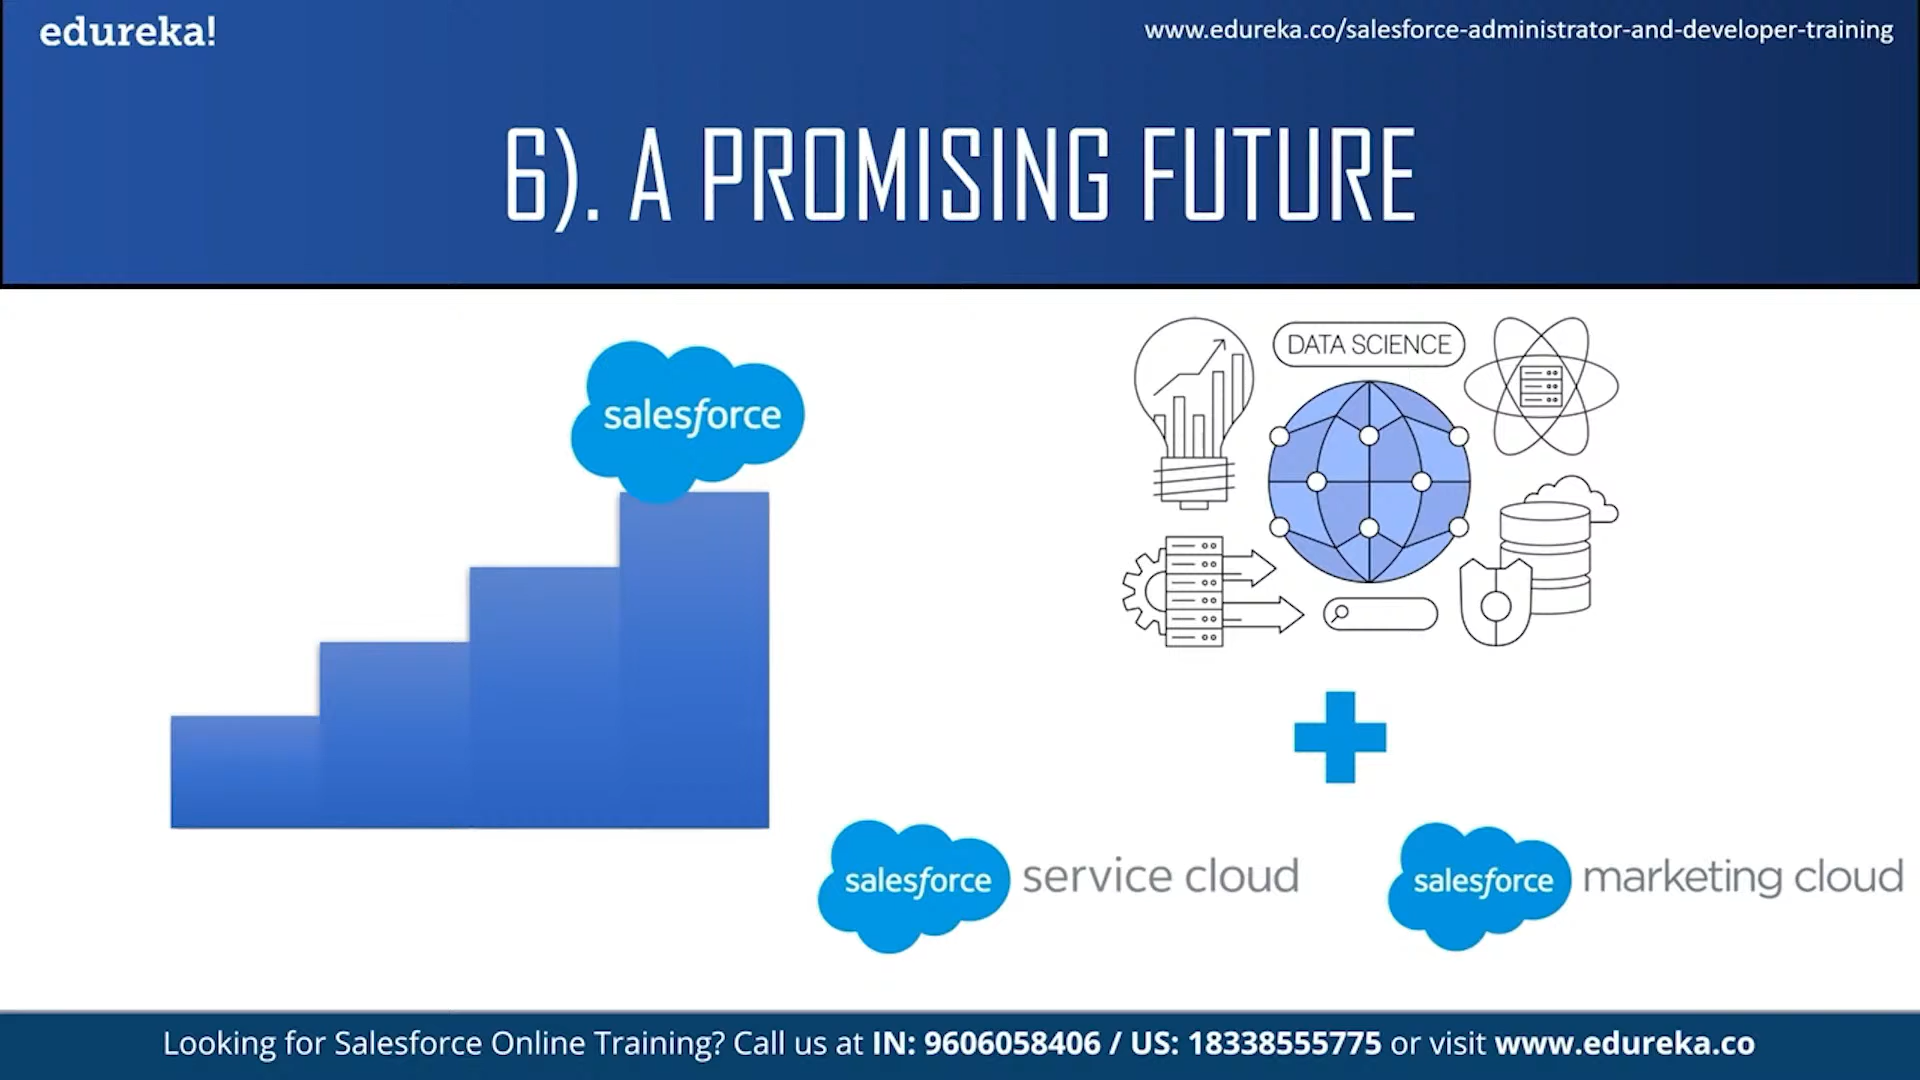 edureka!
www.edureka.co/salesforce-administrator-and-developer-training
6). A PROMISING FUTURE
salesforce
DATA SCIENCE
salesforce service cloud
salesforce marketing cloud
Looking for Salesforce Online Training? Call us at IN: 9606058406 / US: 18338555775 or visit www.edureka.co